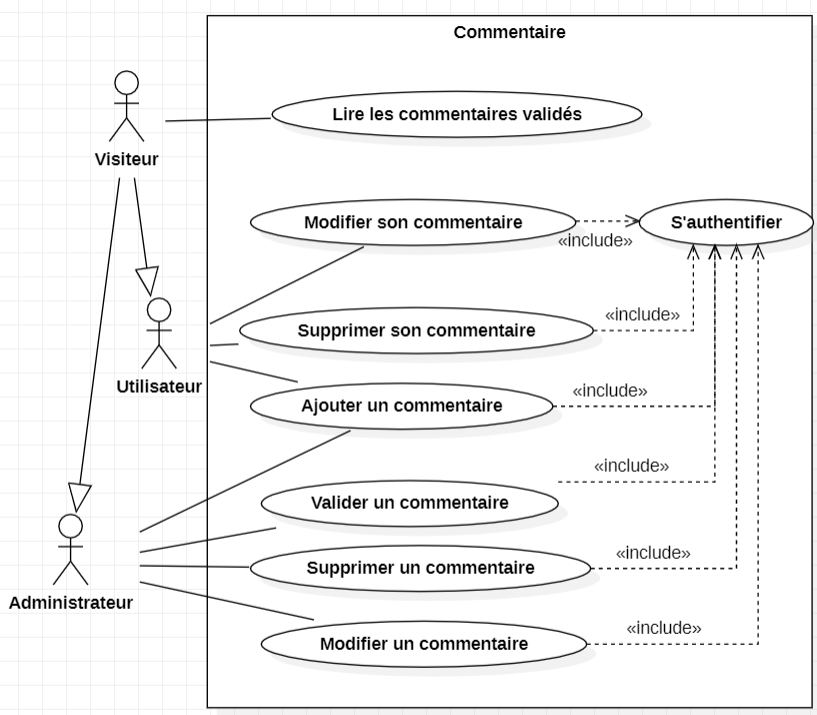 Commentaire
Lire les commentaires validés
Visiteur
Modifier son commentaire
S'authentifier
«include»
«include»
Supprimer son commentaire
Utilisateur
«include»
Ajouter un commentaire
«include»
Valider un commentaire
«include»
Supprimer un commentaire
Administrateur
«include»
Modifier un commentaire